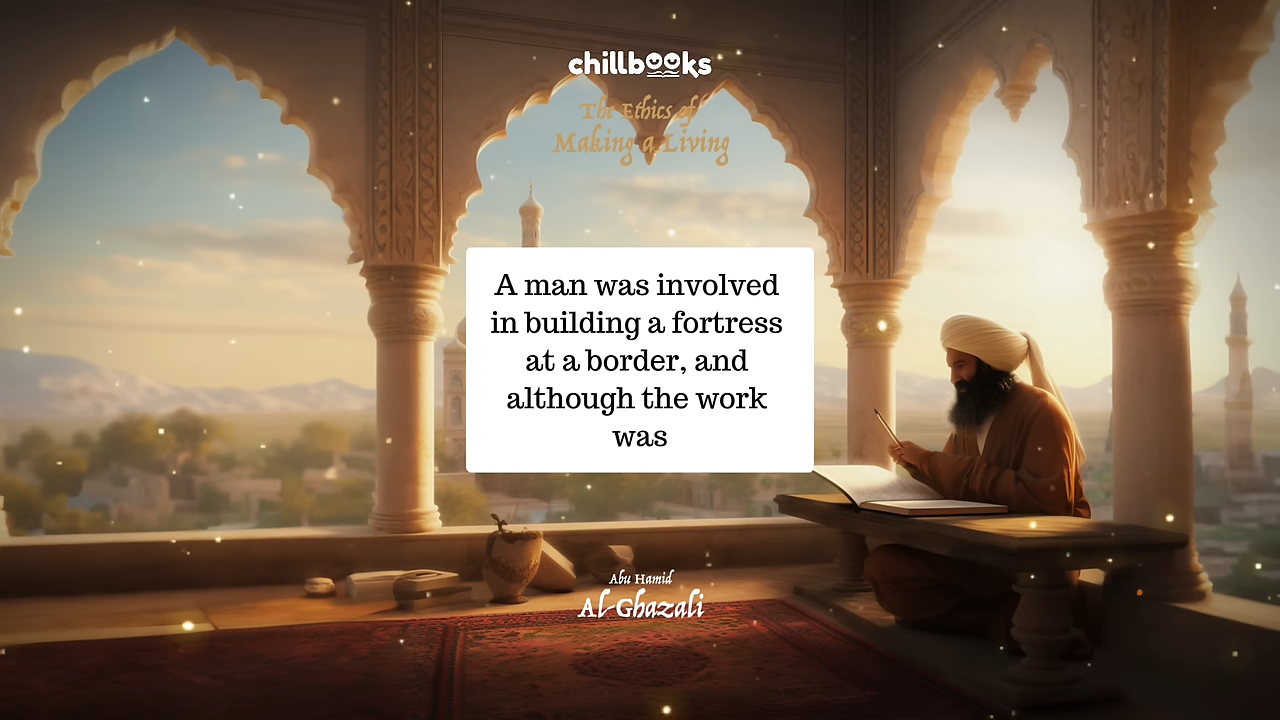 chillbooks
The Ethics of
Making a Living
A man was involved
in building a fortress
at a border, and
although the work
was
Abu Hamid
Al-Ghazali